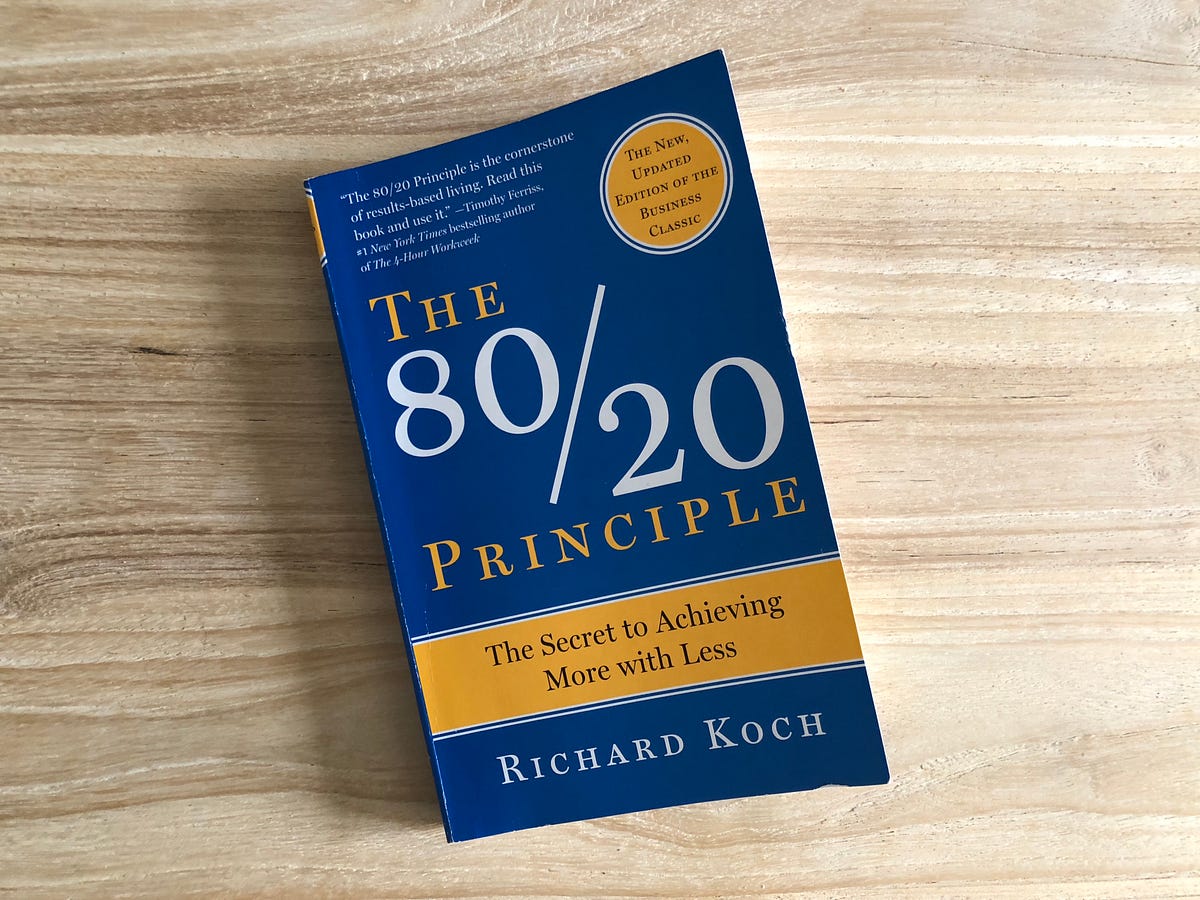 “The 80/20 Principle is the cornerstone
of results-based living. Read this
book and use it.” —Timothy Ferriss,
#1 New York Times bestselling author
of The 4-Hour Workweek
The New,
Updated
Edition of the
Business
Classic
The
80/20
Principle
The Secret to Achieving
More with Less
Richard Koch